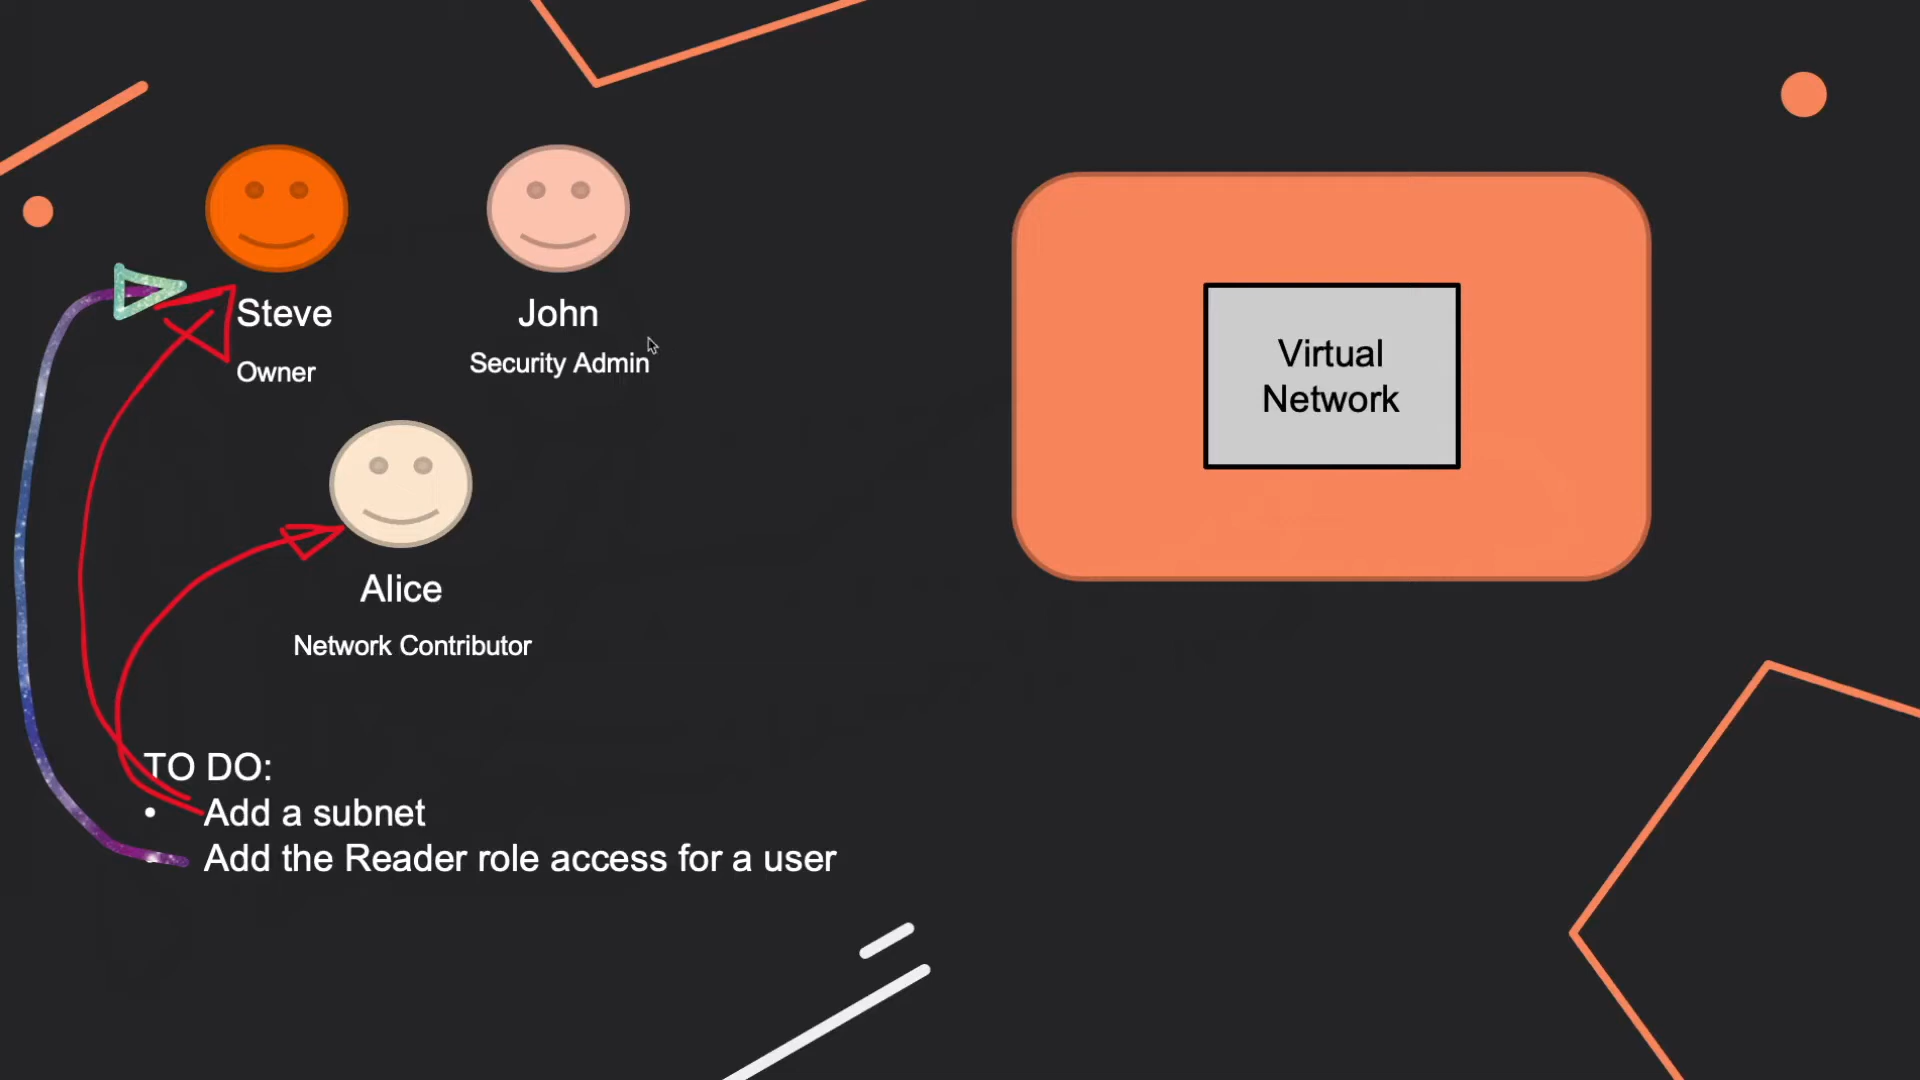 Steve
Owner
John
Security Admin
Alice
Network Contributor
Virtual
Network
TO DO:
• Add a subnet
Add the Reader role access for a user